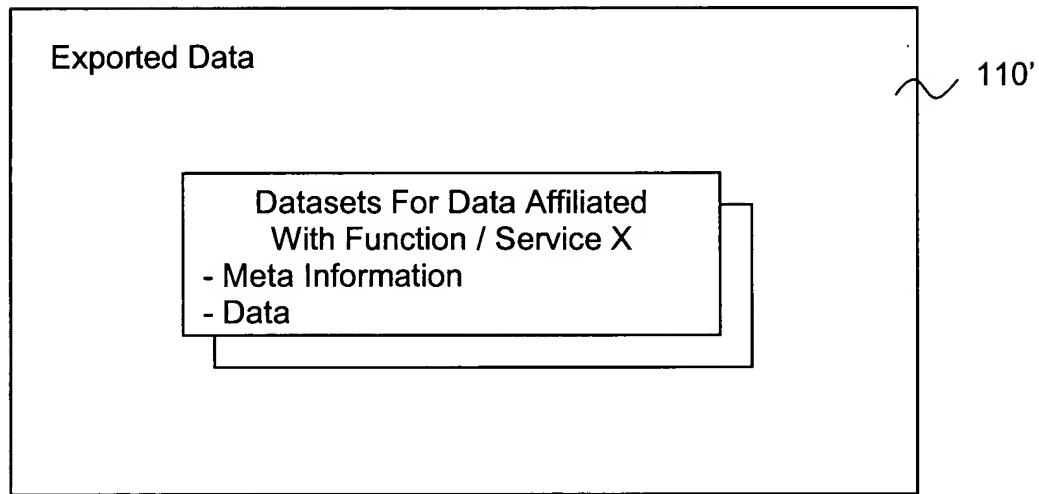 Exported Data
110'
Datasets For Data Affiliated
With Function / Service X
- Meta Information
- Data